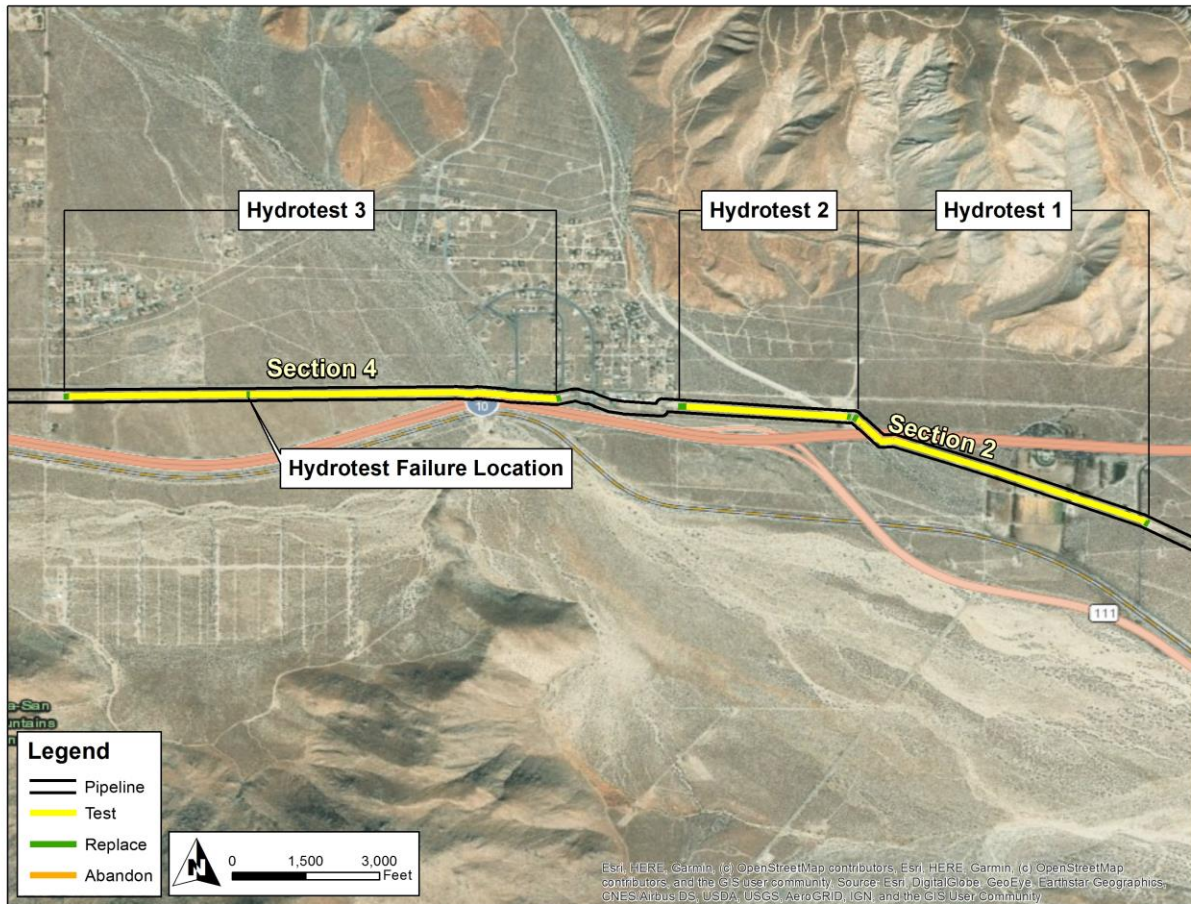 Hydrotest 3
Hydrotest 2
Hydrotest 1
Section 4
10
Section 2
Hydrotest Failure Location
111
a-San
untains
Legend
Pipeline
Test
Replace
Abandon
N
0 1,500 3,000
Feet
Esri, HERE, Garmin, (c) OpenStreetMap contributors, Esri, HERE, Garmin, (c) OpenStreetMap
contributors, and the GIS user community, Source: Esri, DigitalGlobe, GeoEye, Earthstar Geographics,
CNES/Airbus DS, USDA, USGS, AeroGRID, IGN, and the GIS User Community